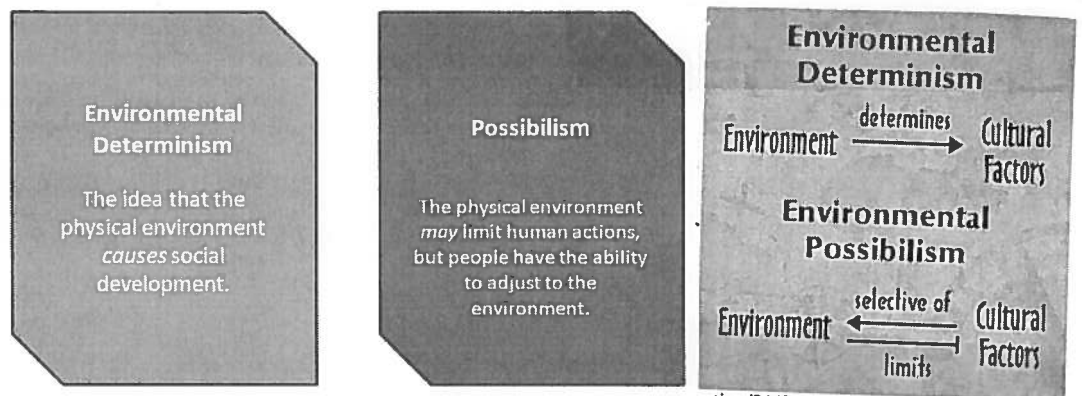 Environmental
Determinism
The idea that the
physical environment
causes social
development.
Possibilism
The physical environment
may limit human actions,
but people have the ability
to adjust to the
environment.
Environmental
Determinism
Environment determines Cultural
Factors
Environmental
Possibilism
Environment selective of Cultural
limits Factors